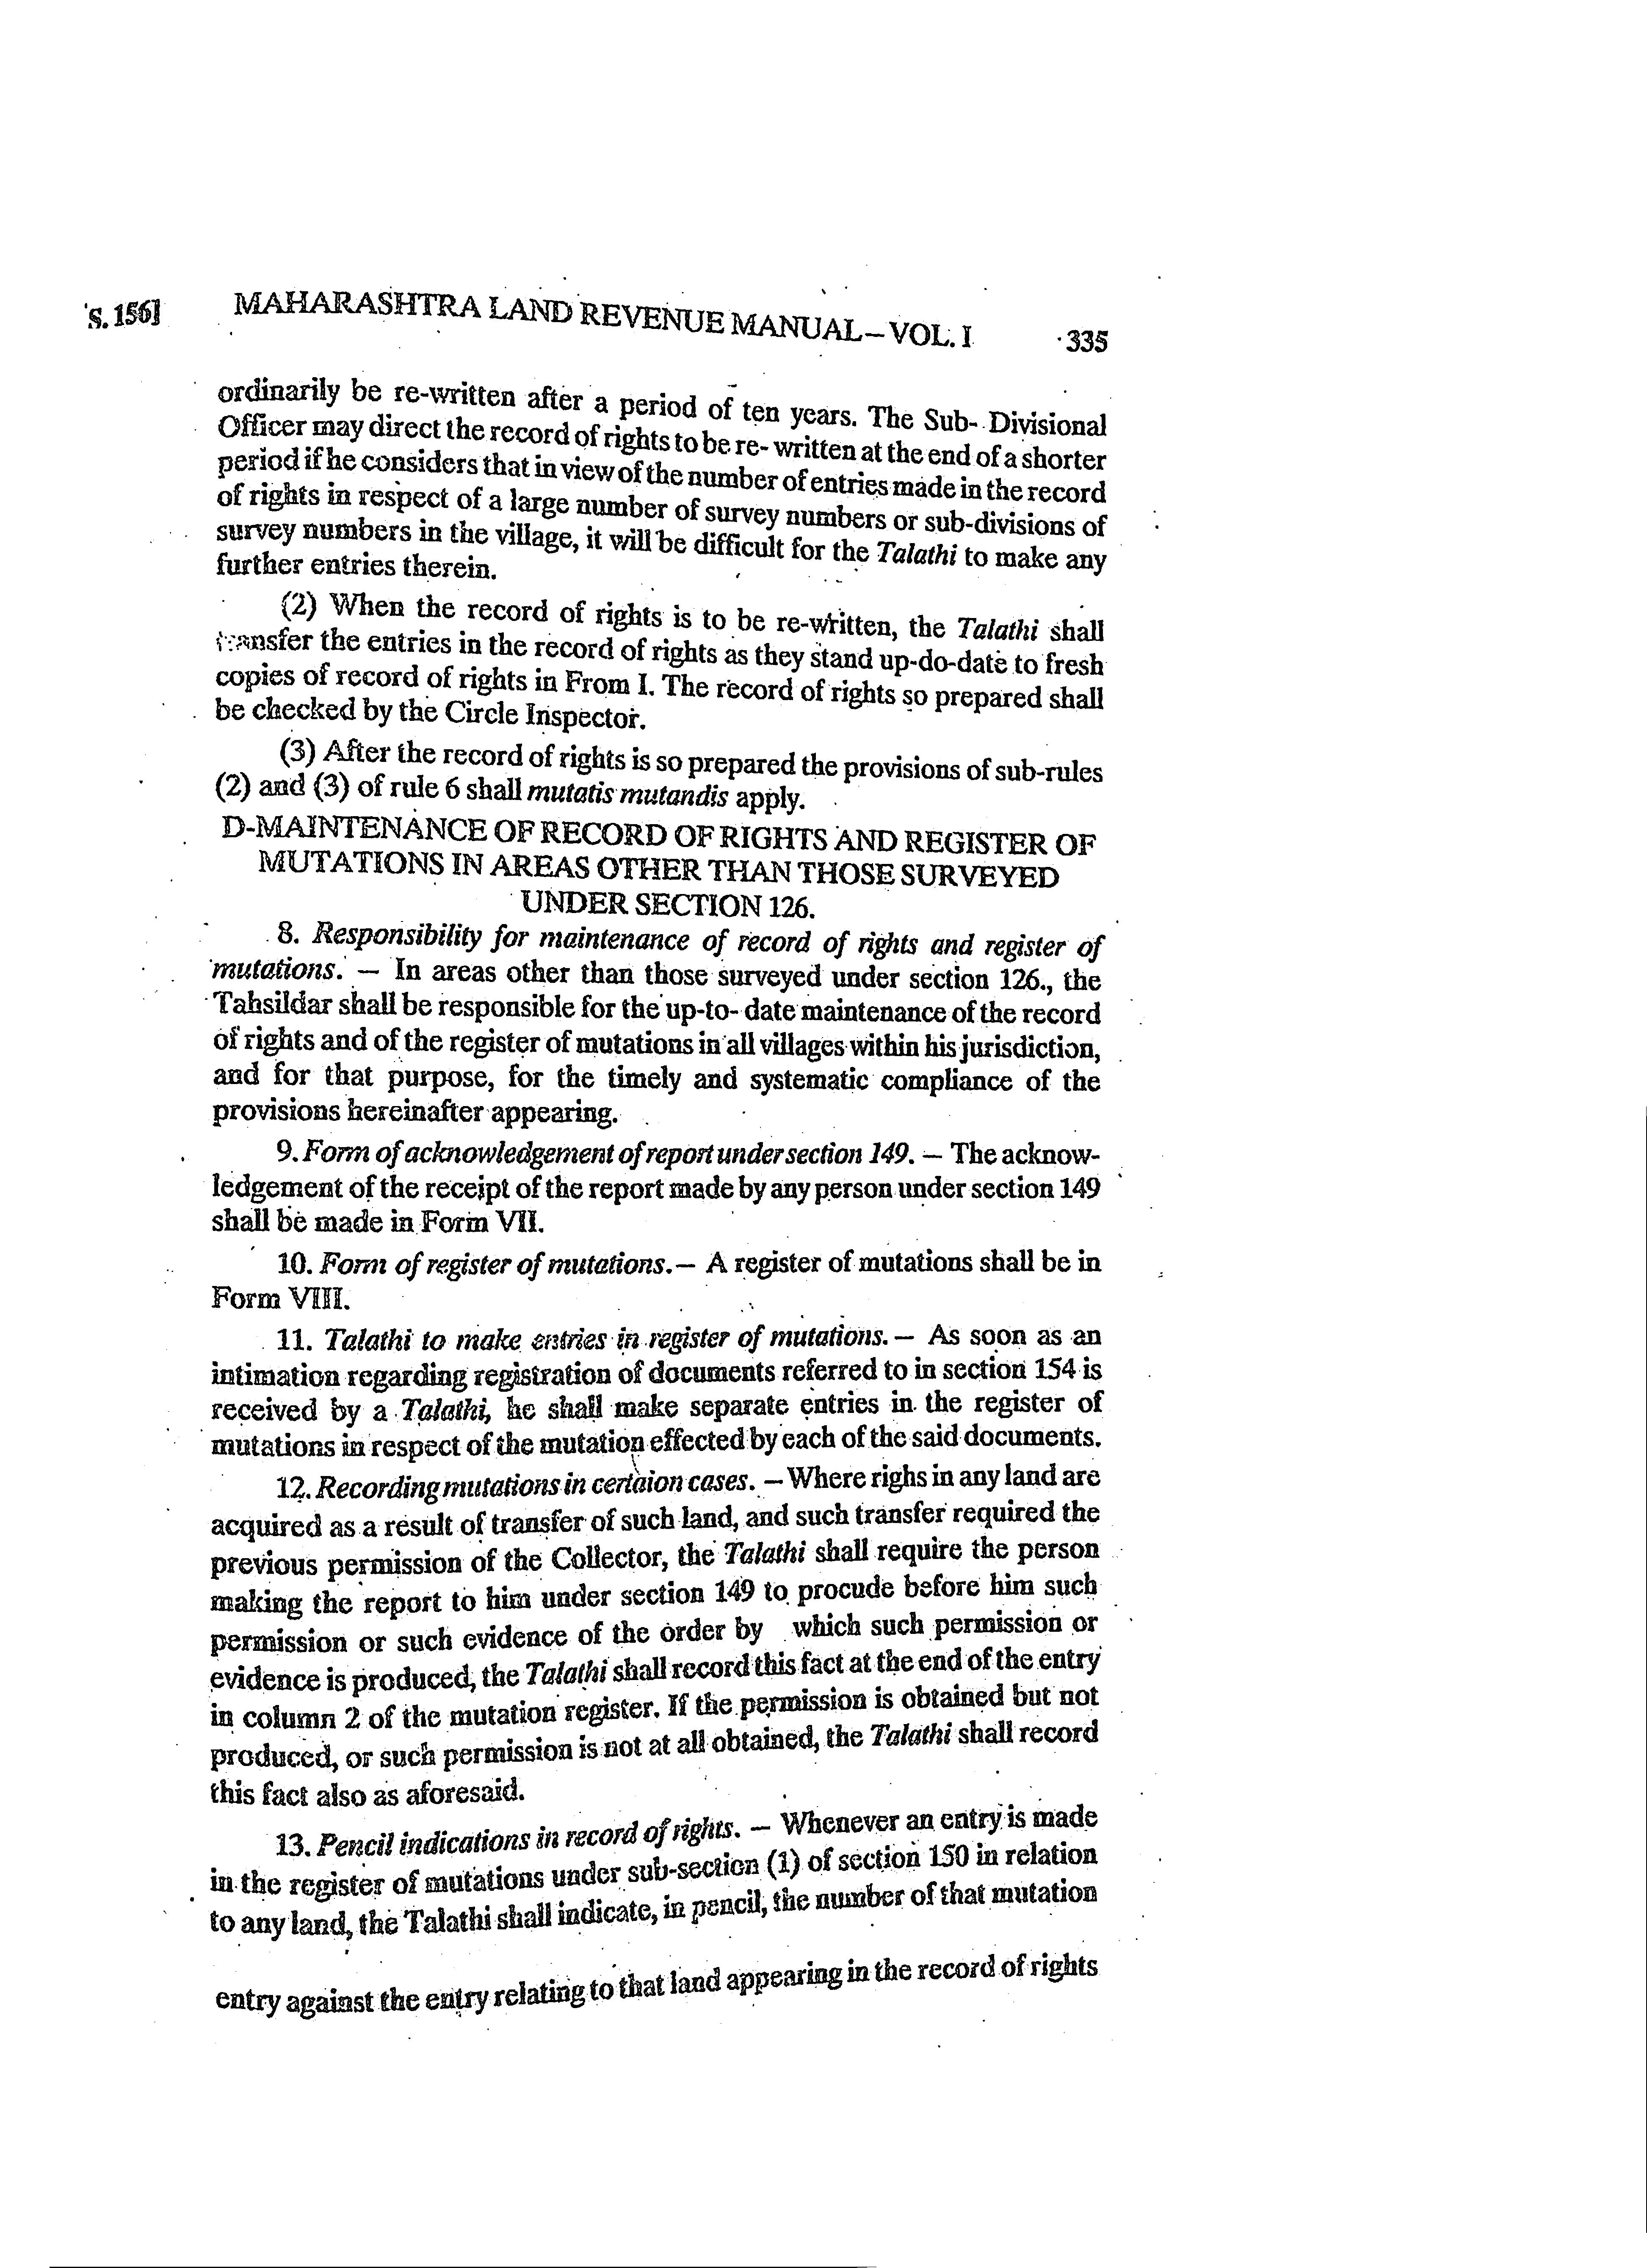 S. 156]
MAHARASHTRA LAND REVENUE MANUAL – VOL. I
335
ordinarily be re-written after a period of ten years. The Sub- Divisional
Officer may direct the record of rights to be re- written at the end of a shorter
period if he considers that in view of the number of entries made in the record
of rights in respect of a large number of survey numbers or sub-divisions of
survey numbers in the village, it will be difficult for the Talathi to make any
further entries therein.
(2) When the record of rights is to be re-written, the Talathi shall
transfer the entries in the record of rights as they stand up-do-date to fresh
copies of record of rights in From I. The record of rights so prepared shall
be checked by the Circle Inspector.
(3) After the record of rights is so prepared the provisions of sub-rules
(2) and (3) of rule 6 shall mutatis mutandis apply.
D-MAINTENANCE OF RECORD OF RIGHTS AND REGISTER OF
MUTATIONS IN AREAS OTHER THAN THOSE SURVEYED
UNDER SECTION 126.
8. Responsibility for maintenance of record of rights and register of
mutations. – In areas other than those surveyed under section 126., the
Tahsildar shall be responsible for the up-to- date maintenance of the record
of rights and of the register of mutations in all villages within his jurisdiction,
and for that purpose, for the timely and systematic compliance of the
provisions hereinafter appearing.
9. Form of acknowledgement of report under section 149. – The acknow-
ledgement of the receipt of the report made by any person under section 149
shall be made in Form VII.
10. Form of register of mutations. – A register of mutations shall be in
Form VIII.
11. Talathi to make entries in register of mutations. – As soon as an
intimation regarding registration of documents referred to in section 154 is
received by a Talathi, he shall make separate entries in the register of
mutations in respect of the mutation effected by each of the said documents.
12. Recording mutations in certaion cases. – Where righs in any land are
acquired as a result of transfer of such land, and such transfer required the
previous permission of the Collector, the Talathi shall require the person
making the report to him under section 149 to procude before him such
permission or such evidence of the order by which such permission or
evidence is produced, the Talathi shall record this fact at the end of the entry
in column 2 of the mutation register. If the permission is obtained but not
produced, or such permission is not at all obtained, the Talathi shall record
this fact also as aforesaid.
13. Pencil indications in record of rights. – Whenever an entry is made
in the register of mutations under sub-section (1) of section 150 in relation
to any land, the Talathi shall indicate, in pencil, the number of that mutation
entry against the entry relating to that land appearing in the record of rights